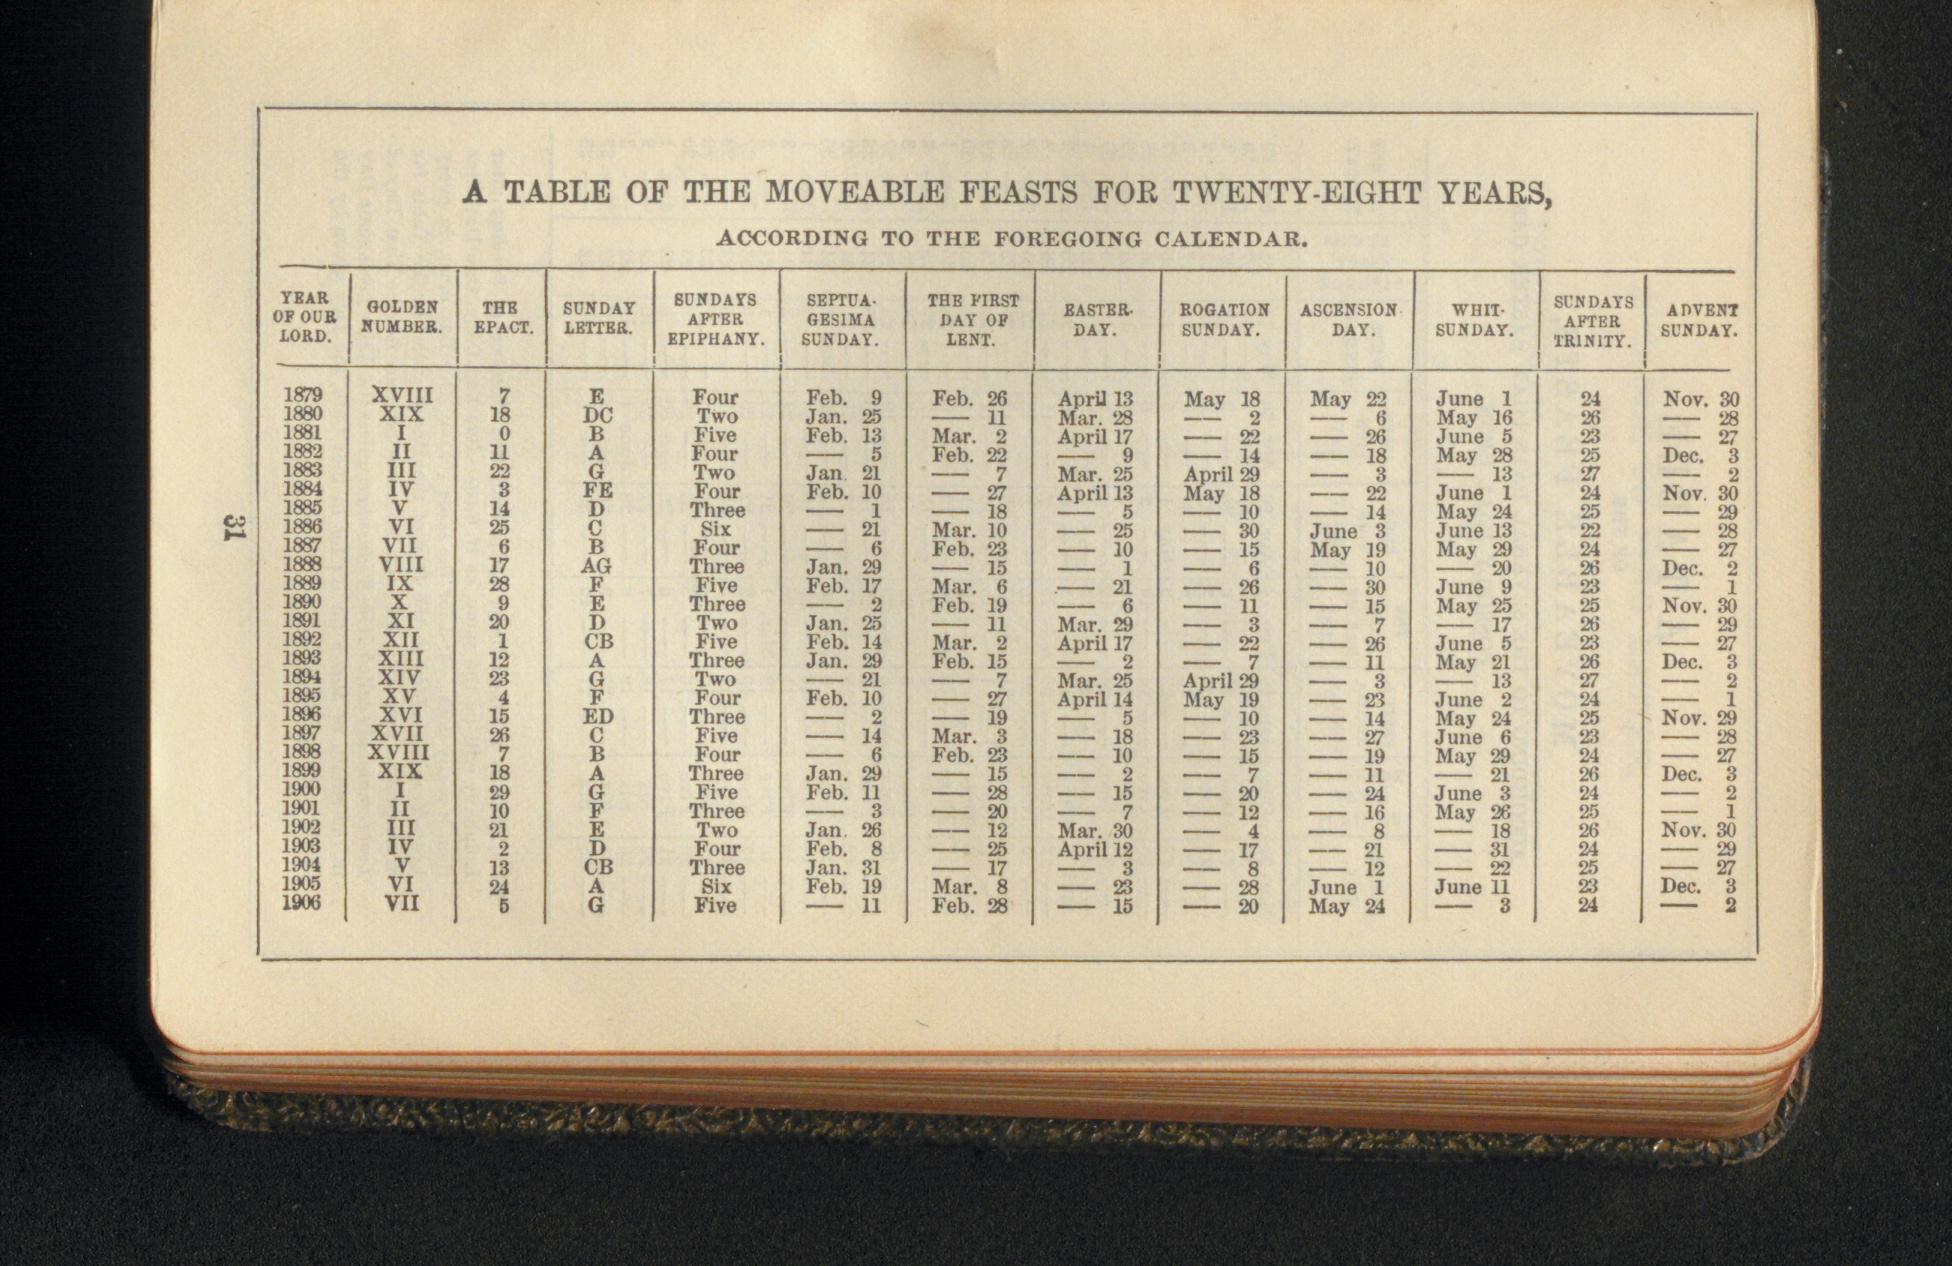 A TABLE OF THE MOVEABLE FEASTS FOR TWENTY-EIGHT YEARS,
ACCORDING TO THE FOREGOING CALENDAR.
YEAR OF OUR LORD. GOLDEN NUMBER. THE EPACT. SUNDAY LETTER. SUNDAYS AFTER EPIPHANY. SEPTUA-GESIMA SUNDAY. THE FIRST DAY OF LENT. EASTER-DAY. ROGATION SUNDAY. ASCENSION DAY. WHIT-SUNDAY. SUNDAYS AFTER TRINITY. ADVENT SUNDAY.
1879 XVIII 7 E Four Feb. 9 Feb. 26 April 13 May 18 May 22 June 1 24 Nov. 30
1880 XIX 18 DC Two Jan. 25 — 11 Mar. 28 — 2 — 6 May 16 26 — 28
1881 I 0 B Five Feb. 13 Mar. 2 April 17 — 22 — 26 June 5 23 — 27
1882 II 11 A Four — 5 Feb. 22 — 9 — 14 — 18 May 28 25 Dec. 3
1883 III 22 G Two Jan. 21 — 7 Mar. 25 April 29 — 3 — 13 27 — 2
1884 IV 3 FE Four Feb. 10 — 27 April 13 May 18 — 22 June 1 24 Nov. 30
1885 V 14 D Three — 1 — 18 — 5 — 10 — 14 May 24 25 — 29
1886 VI 25 C Six — 21 Mar. 10 — 25 — 30 June 3 June 13 22 — 28
1887 VII 6 B Four — 6 Feb. 23 — 10 — 15 May 19 May 29 24 — 27
1888 VIII 17 AG Three Jan. 29 — 15 — 1 — 6 — 10 — 20 26 Dec. 2
1889 IX 28 F Five Feb. 17 Mar. 6 — 21 — 26 — 30 June 9 23 — 1
1890 X 9 E Three — 2 Feb. 19 — 6 — 11 — 15 May 25 25 Nov. 30
1891 XI 20 D Two Jan. 25 — 11 Mar. 29 — 3 — 7 — 17 26 — 29
1892 XII 1 CB Five Feb. 14 Mar. 2 April 17 — 22 — 26 June 5 23 — 27
1893 XIII 12 A Three Jan. 29 Feb. 15 — 2 — 7 — 11 May 21 26 Dec. 3
1894 XIV 23 G Two — 21 — 7 Mar. 25 April 29 — 3 — 13 27 — 2
1895 XV 4 F Four Feb. 10 — 27 April 14 May 19 — 23 June 2 24 — 1
1896 XVI 15 ED Three — 2 — 19 — 5 — 10 — 14 May 24 25 Nov. 29
1897 XVII 26 C Five — 14 Mar. 3 — 18 — 23 — 27 June 6 23 — 28
1898 XVIII 7 B Four — 6 Feb. 23 — 10 — 15 — 19 May 29 24 — 27
1899 XIX 18 A Three Jan. 29 — 15 — 2 — 7 — 11 — 21 26 Dec. 3
1900 I 29 G Five Feb. 11 — 28 — 15 — 20 — 24 June 3 24 — 2
1901 II 10 F Three — 3 — 20 — 7 — 12 — 16 May 26 25 — 1
1902 III 21 E Two Jan. 26 — 12 Mar. 30 — 4 — 8 — 18 26 Nov. 30
1903 IV 2 D Four Feb. 8 — 25 April 12 — 17 — 21 — 31 24 — 29
1904 V 13 CB Three Jan. 31 — 17 — 3 — 8 — 12 — 22 25 — 27
1905 VI 24 A Six Feb. 19 Mar. 8 — 23 — 28 June 1 June 11 23 Dec. 3
1906 VII 5 G Five — 11 Feb. 28 — 15 — 20 May 24 — 3 24 — 2
31